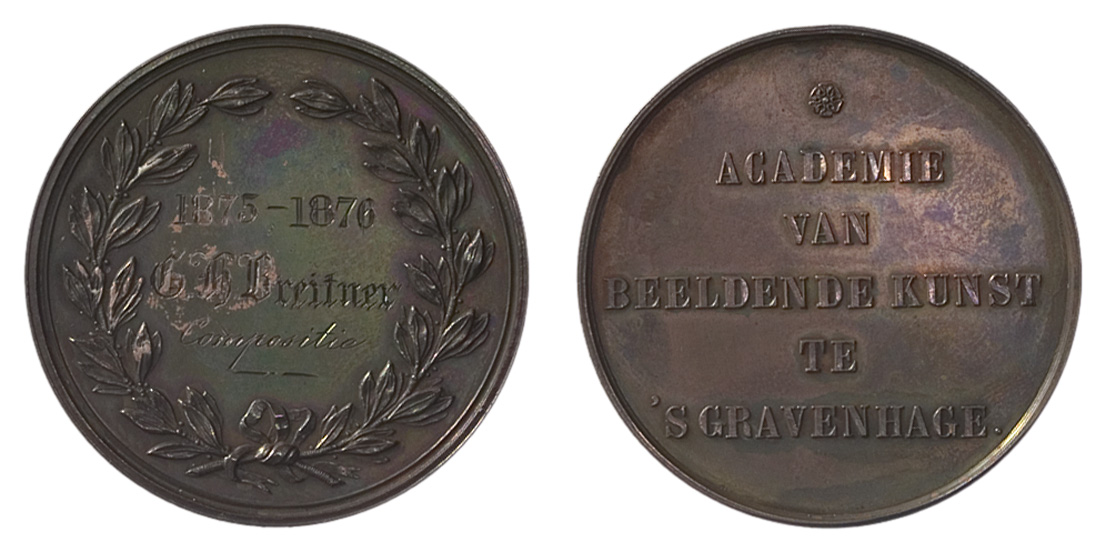 1875-1876
G H Breitner
Compositie
ACADEMIE
VAN
BEELDENDE KUNST
TE
'S GRAVENHAGE.